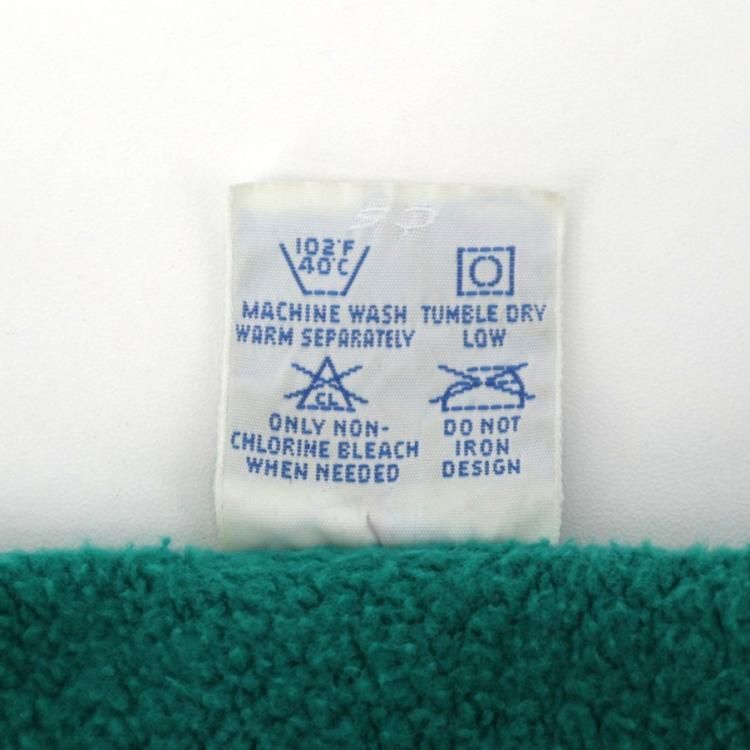 102°F
40°C
MACHINE WASH
WARM SEPARATELY
TUMBLE DRY
LOW
CL
ONLY NON-
CHLORINE BLEACH
WHEN NEEDED
DO NOT
IRON
DESIGN